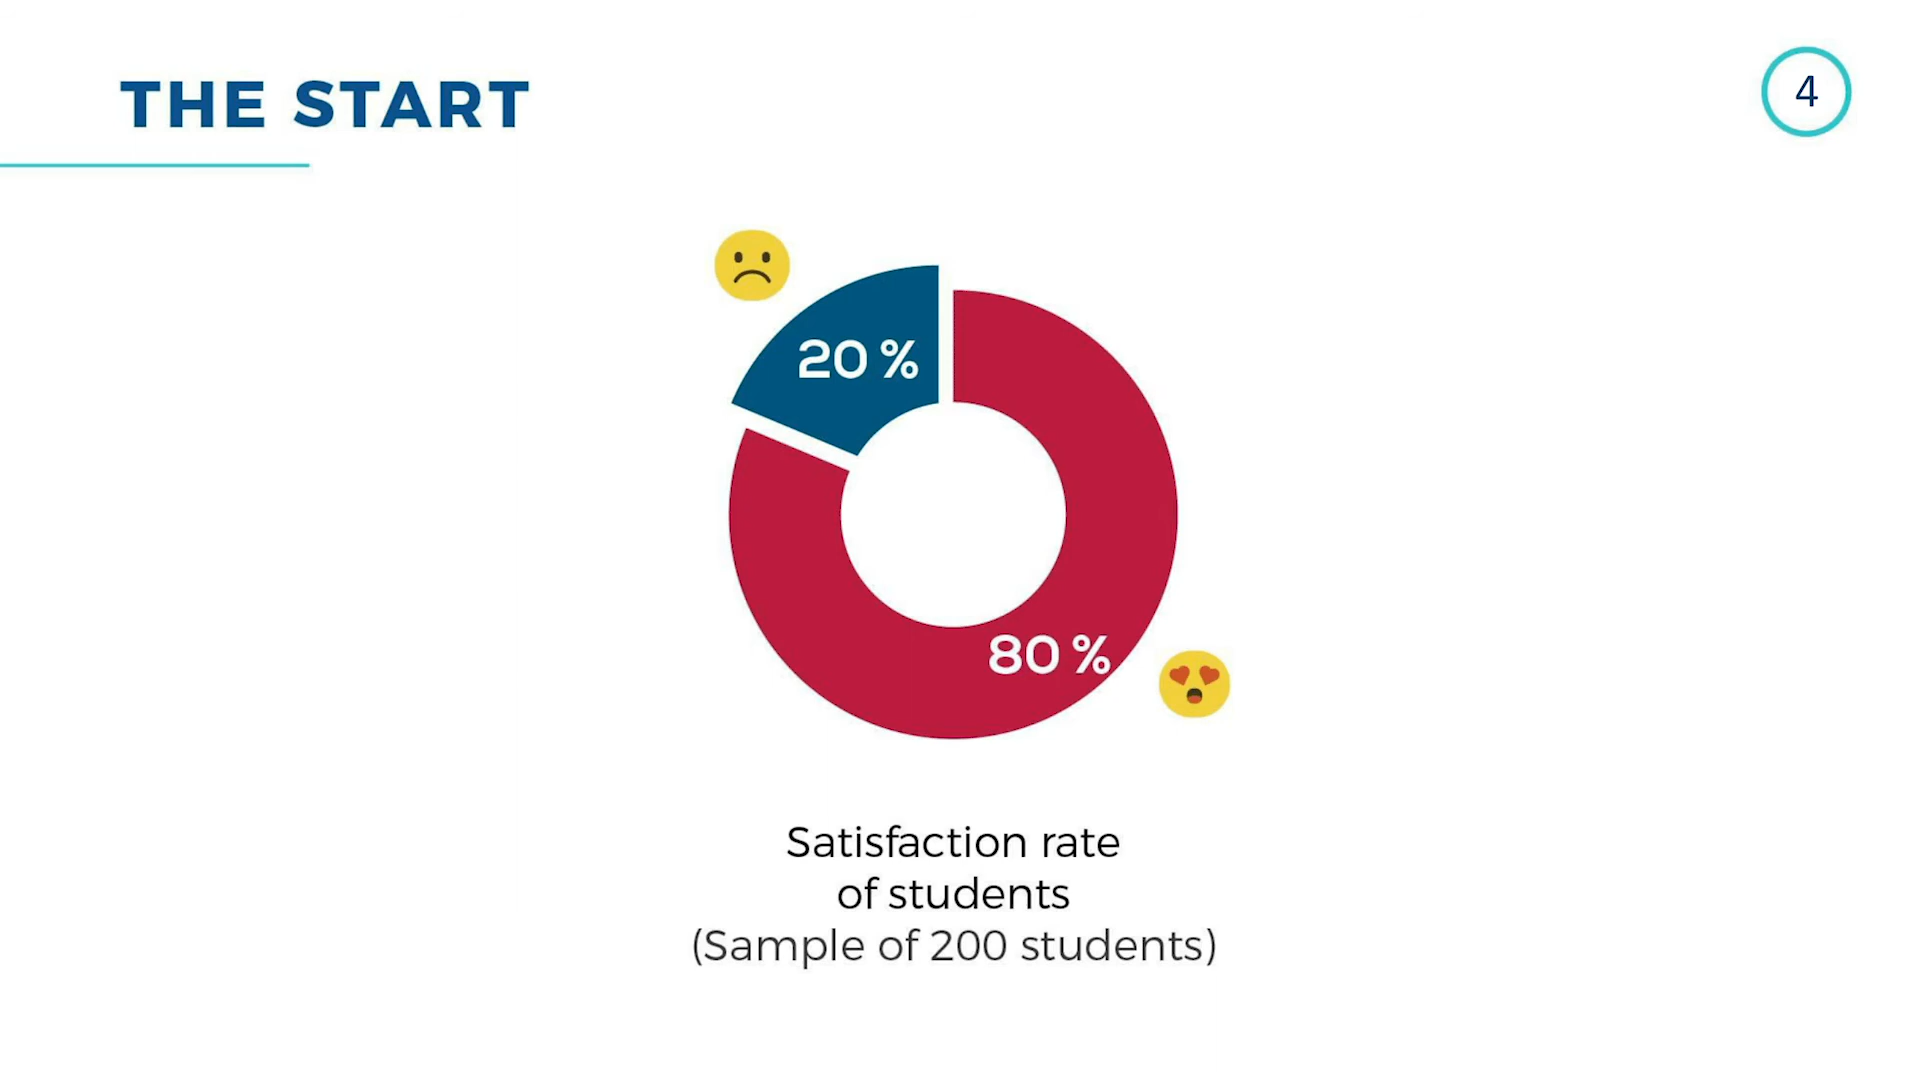 THE START
4
20 %
80 %
Satisfaction rate
of students
(Sample of 200 students)